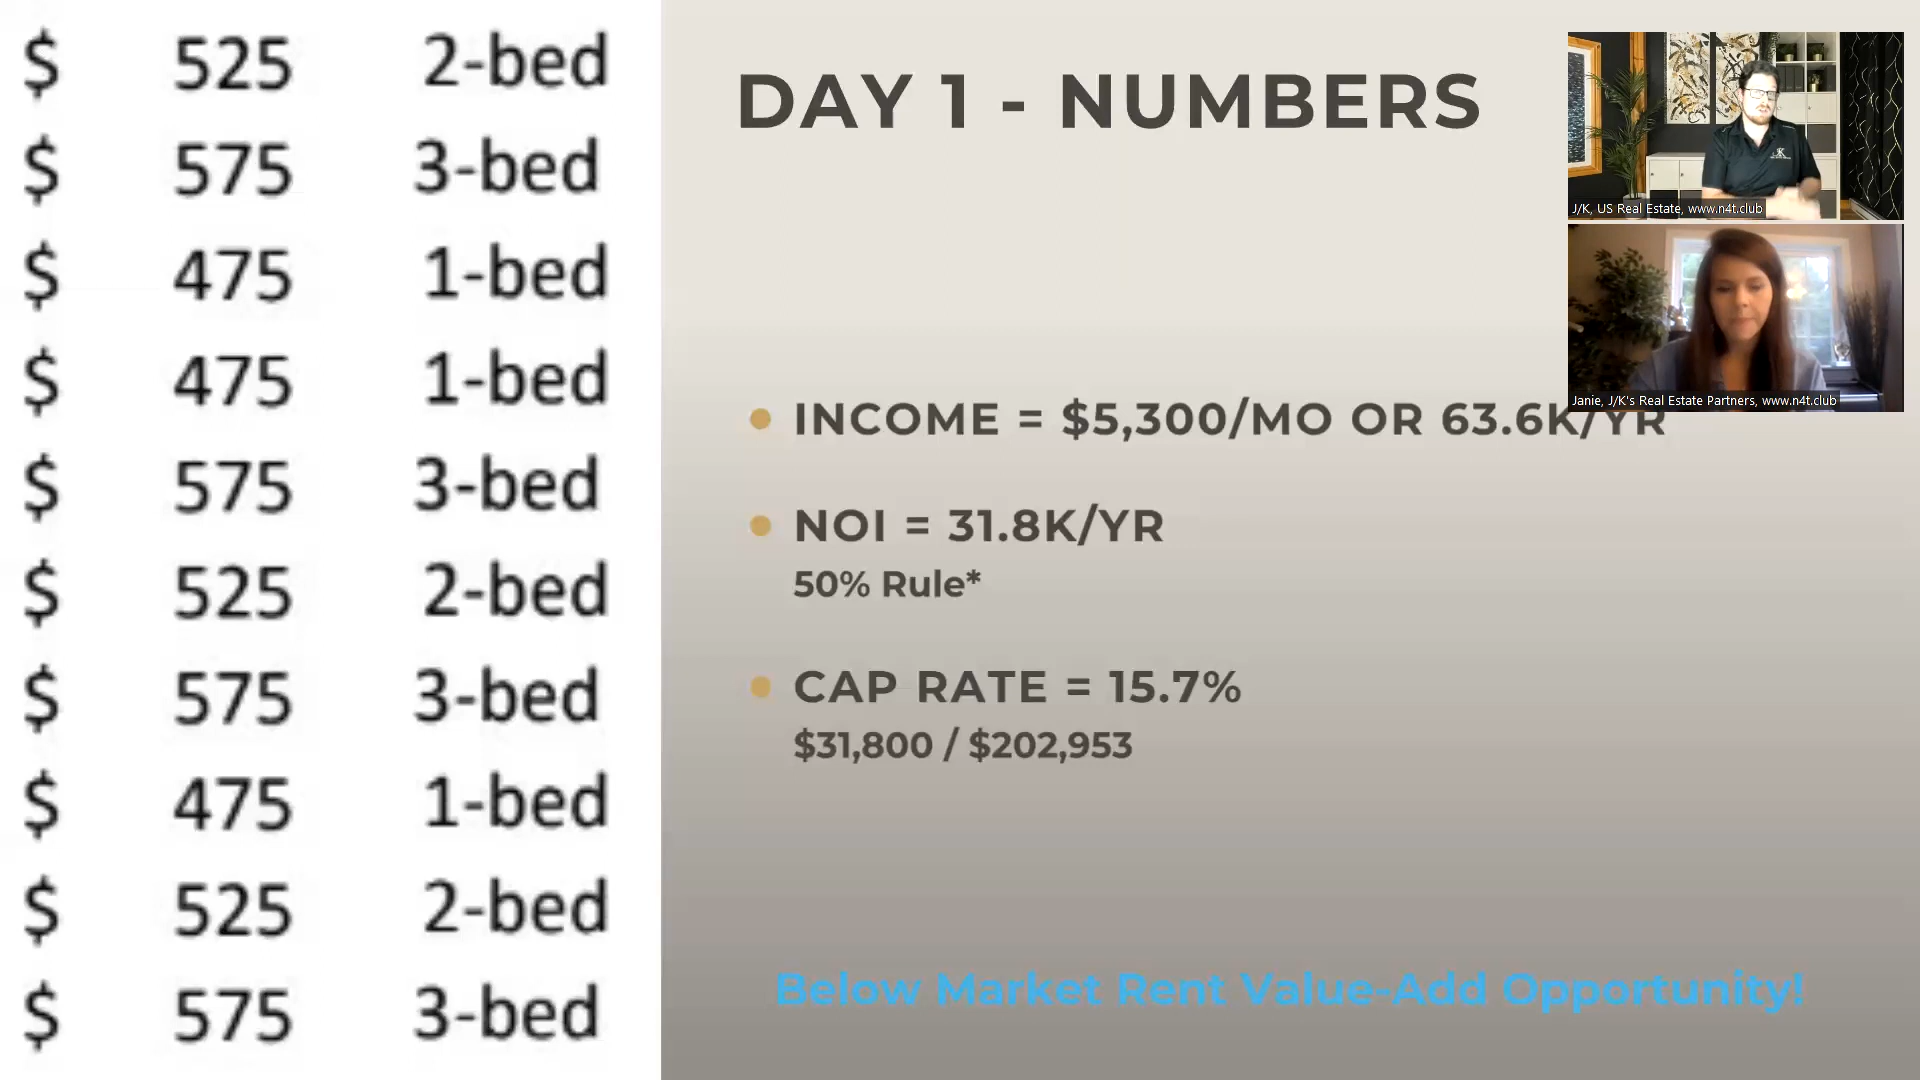 $ 525 2-bed
$ 575 3-bed
$ 475 1-bed
$ 475 1-bed
$ 575 3-bed
$ 525 2-bed
$ 575 3-bed
$ 475 1-bed
$ 525 2-bed
$ 575 3-bed
DAY 1 - NUMBERS
INCOME = $5,300/MO OR 63.6K/YR
NOI = 31.8K/YR
50% Rule*
CAP RATE = 15.7%
$31,800 / $202,953
Below Market Rent Value-Add Opportunity!
JK
J/K, US Real Estate, www.n4t.club
Janie, J/K's Real Estate Partners, www.n4t.club